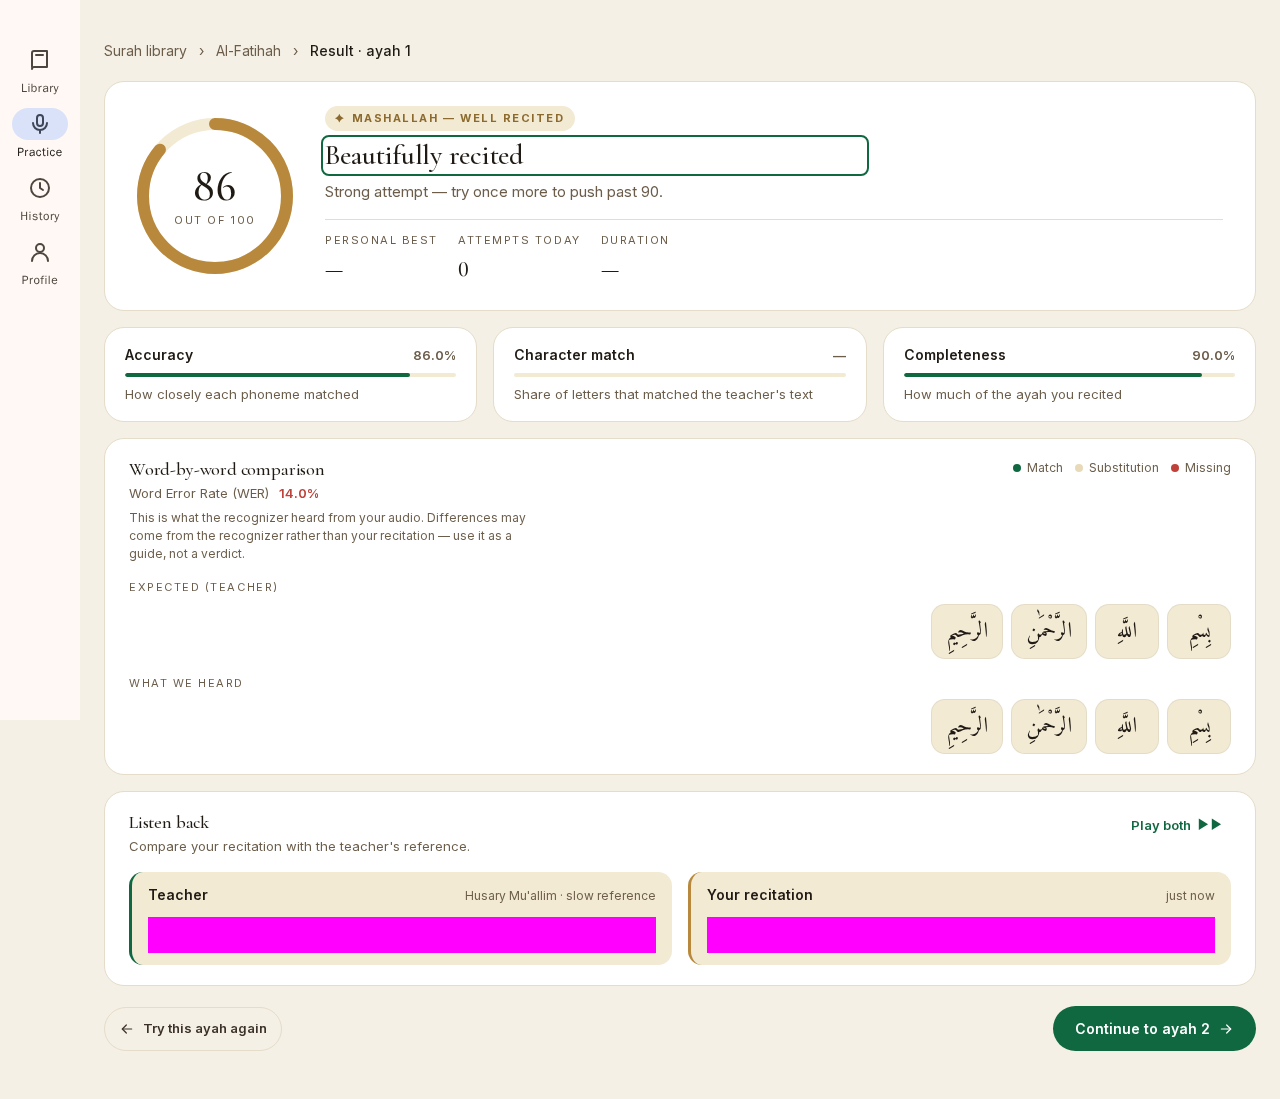 Library
Practice
History
Profile
Surah library › Al-Fatihah › Result · ayah 1
86
OUT OF 100
✦ MASHALLAH — WELL RECITED
Beautifully recited
Strong attempt — try once more to push past 90.
PERSONAL BEST ATTEMPTS TODAY DURATION
— 0 —
Accuracy 86.0%
How closely each phoneme matched
Character match —
Share of letters that matched the teacher's text
Completeness 90.0%
How much of the ayah you recited
Word-by-word comparison
Match Substitution Missing
Word Error Rate (WER) 14.0%
This is what the recognizer heard from your audio. Differences may
come from the recognizer rather than your recitation — use it as a
guide, not a verdict.
EXPECTED (TEACHER)
بِسْمِ اللَّهِ الرَّحْمَٰنِ الرَّحِيمِ
WHAT WE HEARD
بِسْمِ اللَّهِ الرَّحْمَٰنِ الرَّحِيمِ
Listen back
Play both ▶▶
Compare your recitation with the teacher's reference.
Teacher Husary Mu'allim · slow reference
Your recitation just now
← Try this ayah again
Continue to ayah 2 →